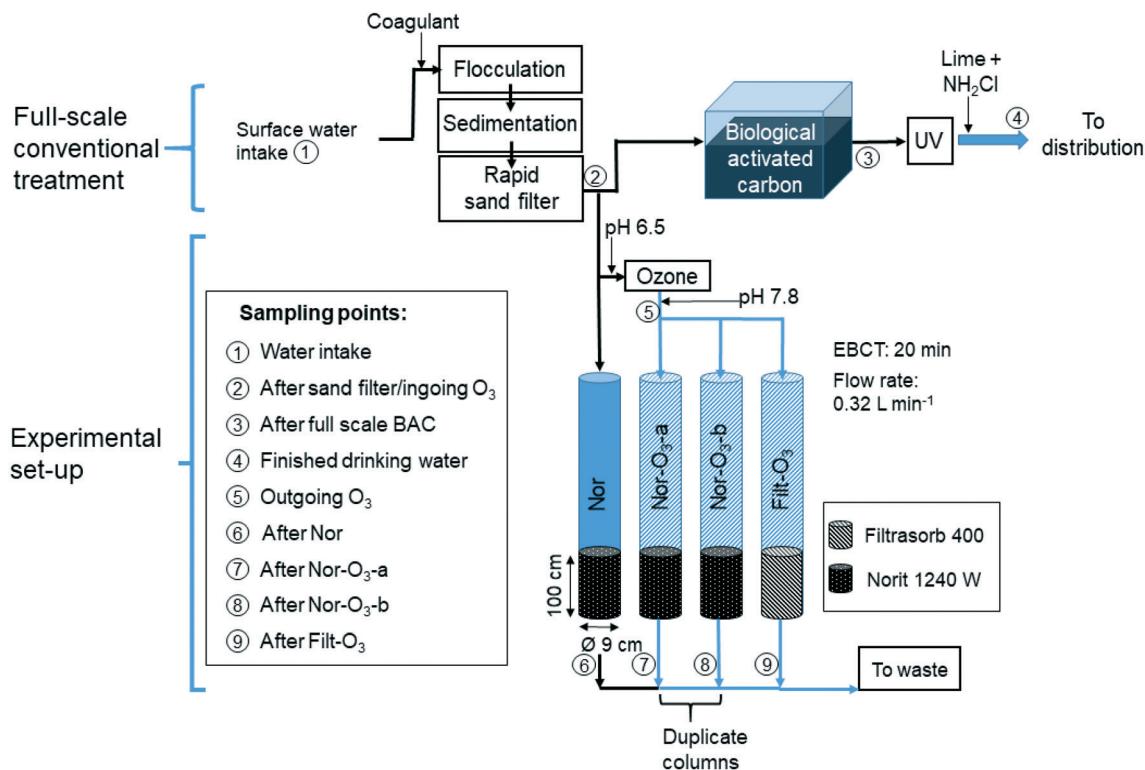 Coagulant
Flocculation
Sedimentation
Rapid
sand filter
Full-scale
conventional
treatment
Surface water
intake ①
②
Biological
activated
carbon
③
UV
Lime +
NH₂Cl
④
To
distribution
pH 6.5
Ozone
⑤
pH 7.8
Experimental
set-up
Sampling points:
① Water intake
② After sand filter/ingoing O₃
③ After full scale BAC
④ Finished drinking water
⑤ Outgoing O₃
⑥ After Nor
⑦ After Nor-O₃-a
⑧ After Nor-O₃-b
⑨ After Filt-O₃
EBCT: 20 min
Flow rate:
0.32 L min⁻¹
Nor
Nor-O₃-a
Nor-O₃-b
Filt-O₃
Filtrasorb 400
Norit 1240 W
100 cm
Ø 9 cm
⑥
⑦
⑧
⑨
To waste
Duplicate
columns